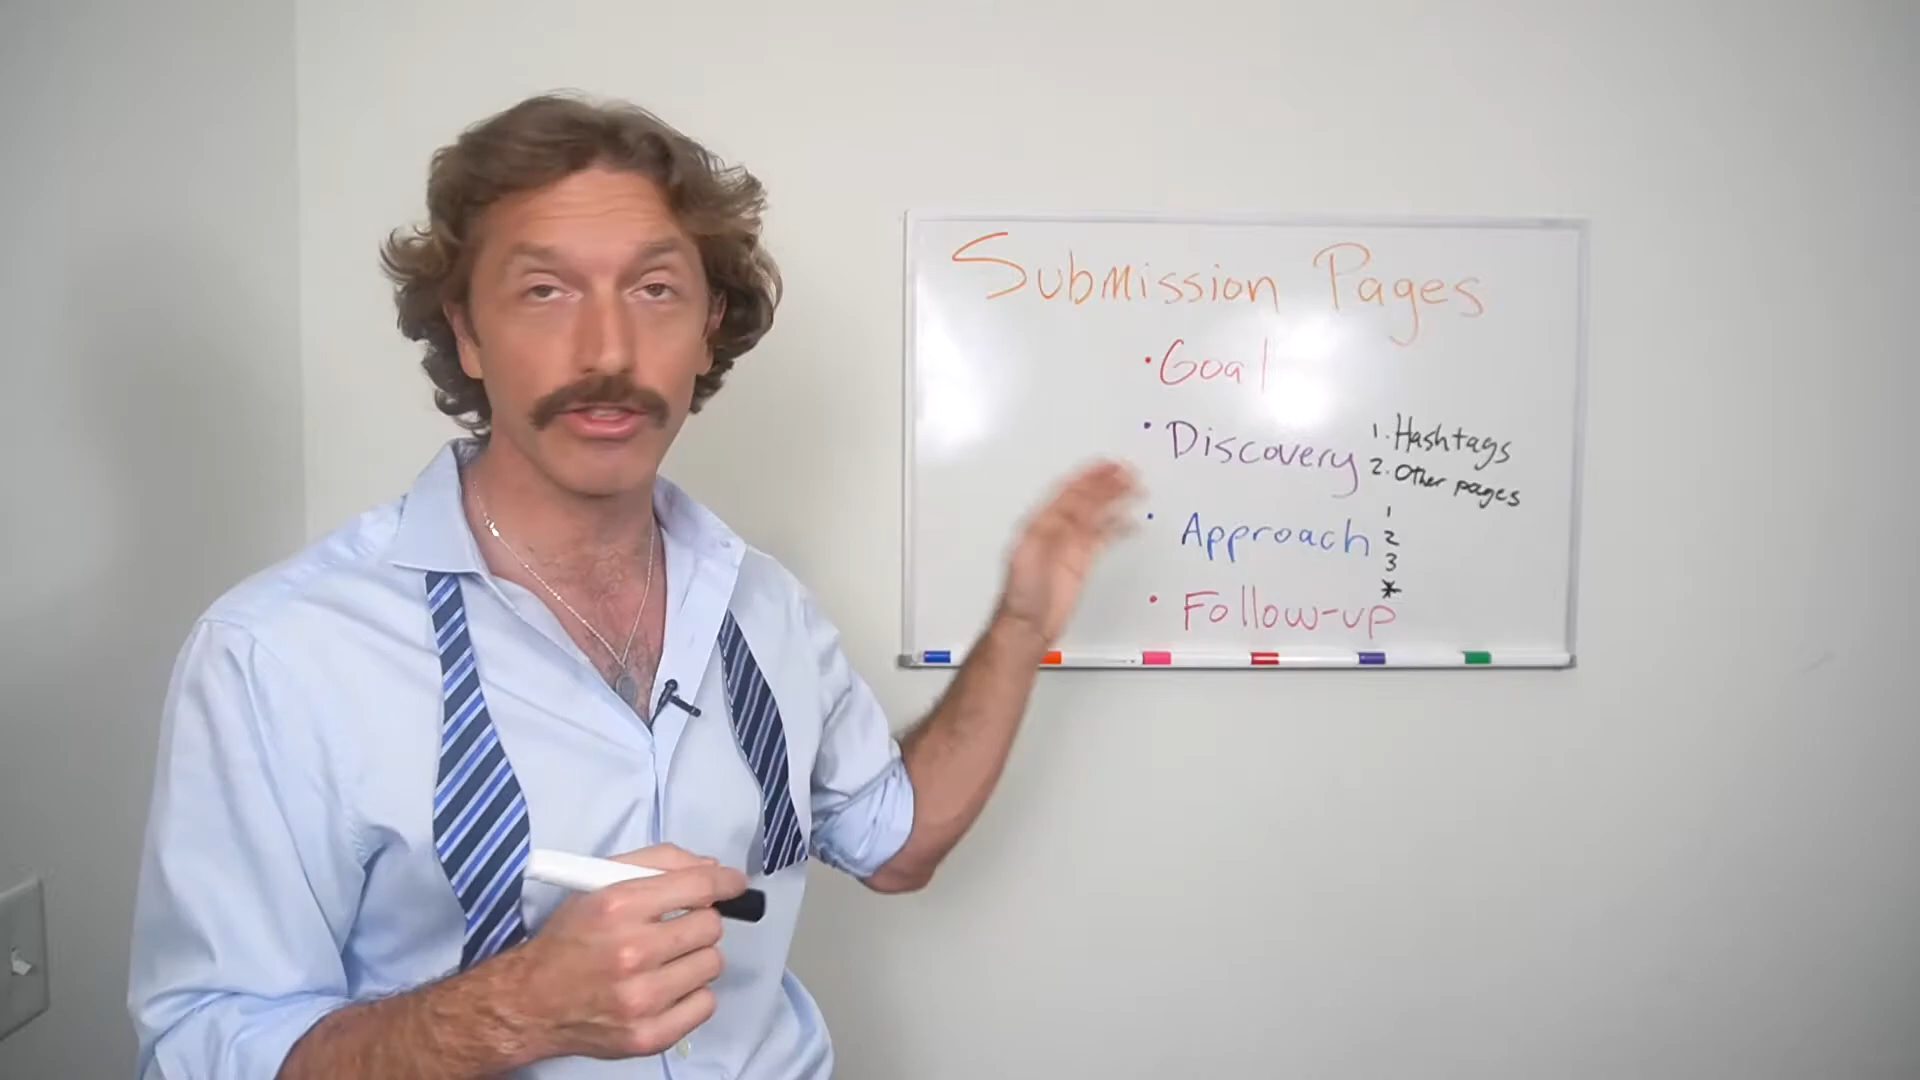 Submission Pages
• Goal
• Discovery 1. Hashtags
2. Other pages
• Approach 1
2
3
*
• Follow-up